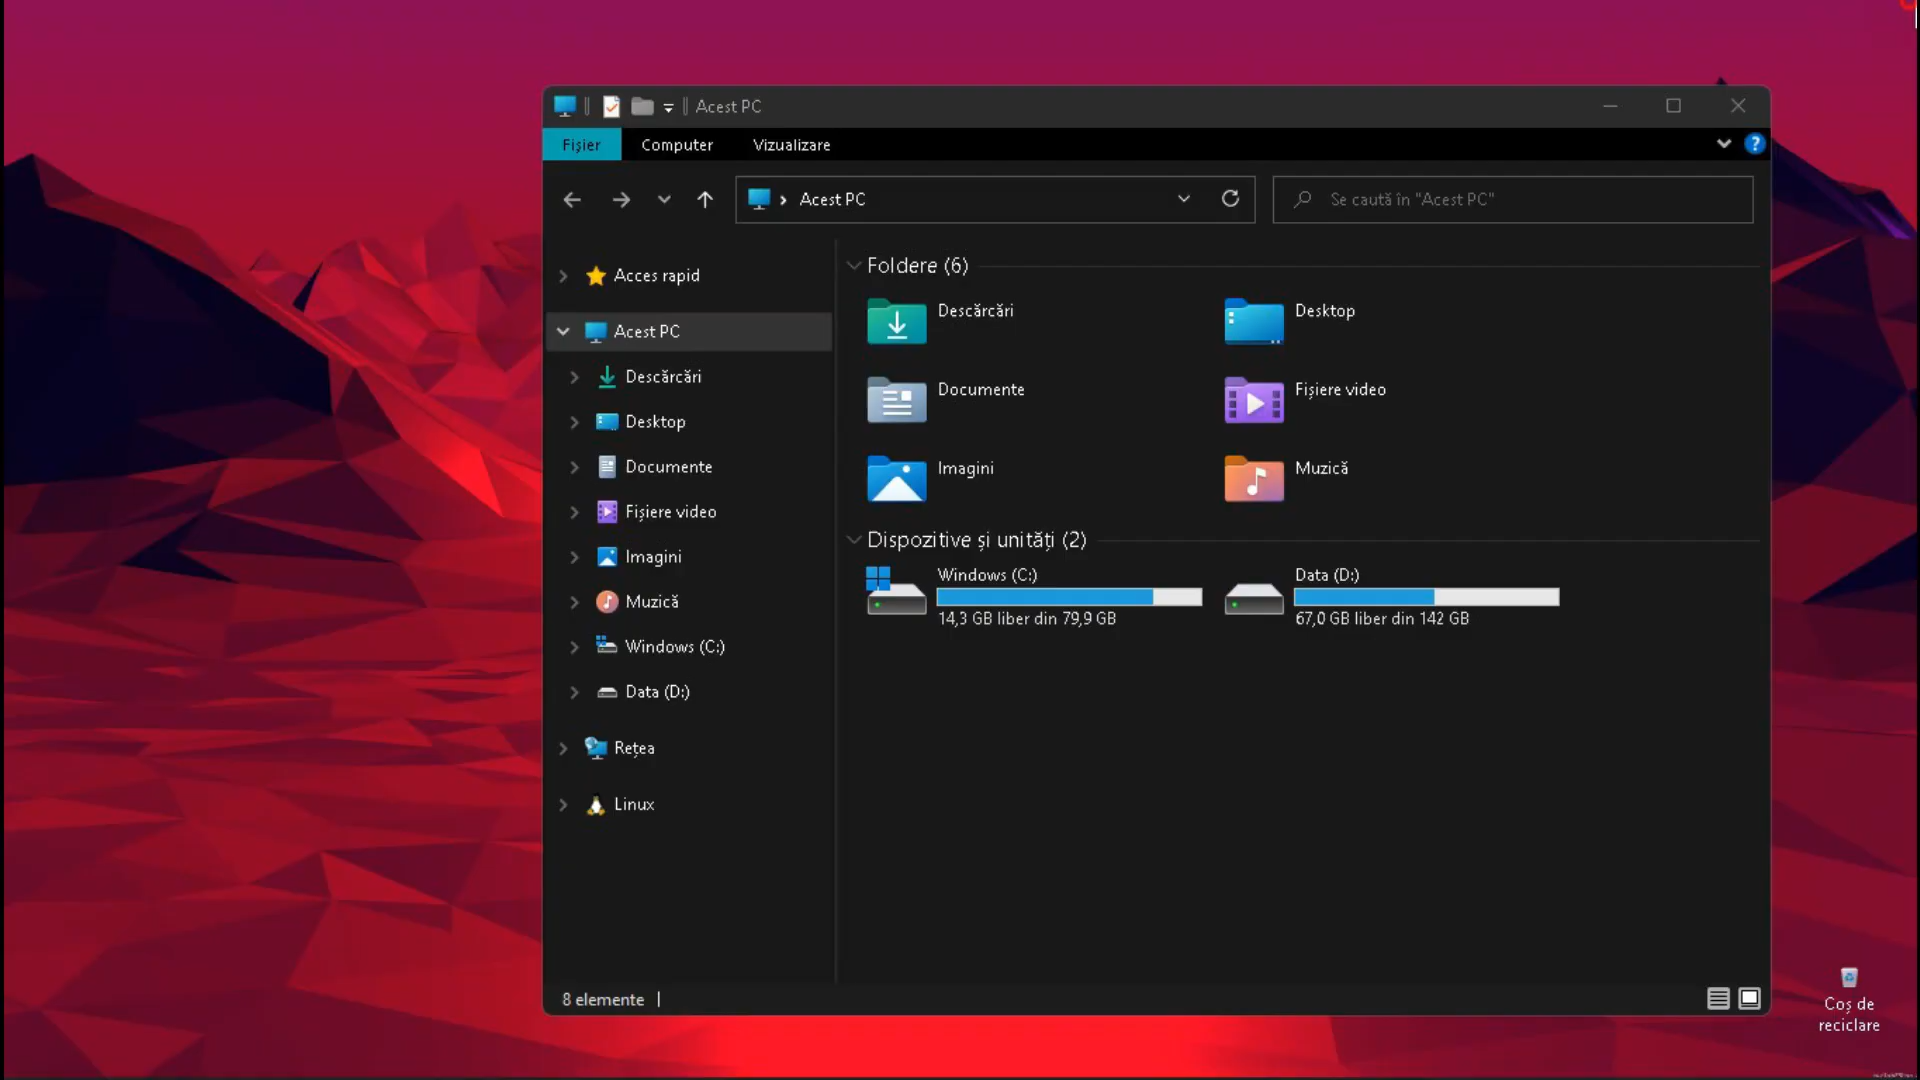 Acest PC
Fișier Computer Vizualizare
Acest PC
Se caută în "Acest PC"
Acces rapid
Acest PC
Descărcări
Desktop
Documente
Fișiere video
Imagini
Muzică
Windows (C:)
Data (D:)
Rețea
Linux
Foldere (6)
Descărcări
Desktop
Documente
Fișiere video
Imagini
Muzică
Dispozitive și unități (2)
Windows (C:)
14,3 GB liber din 79,9 GB
Data (D:)
67,0 GB liber din 142 GB
8 elemente
Coș de
reciclare